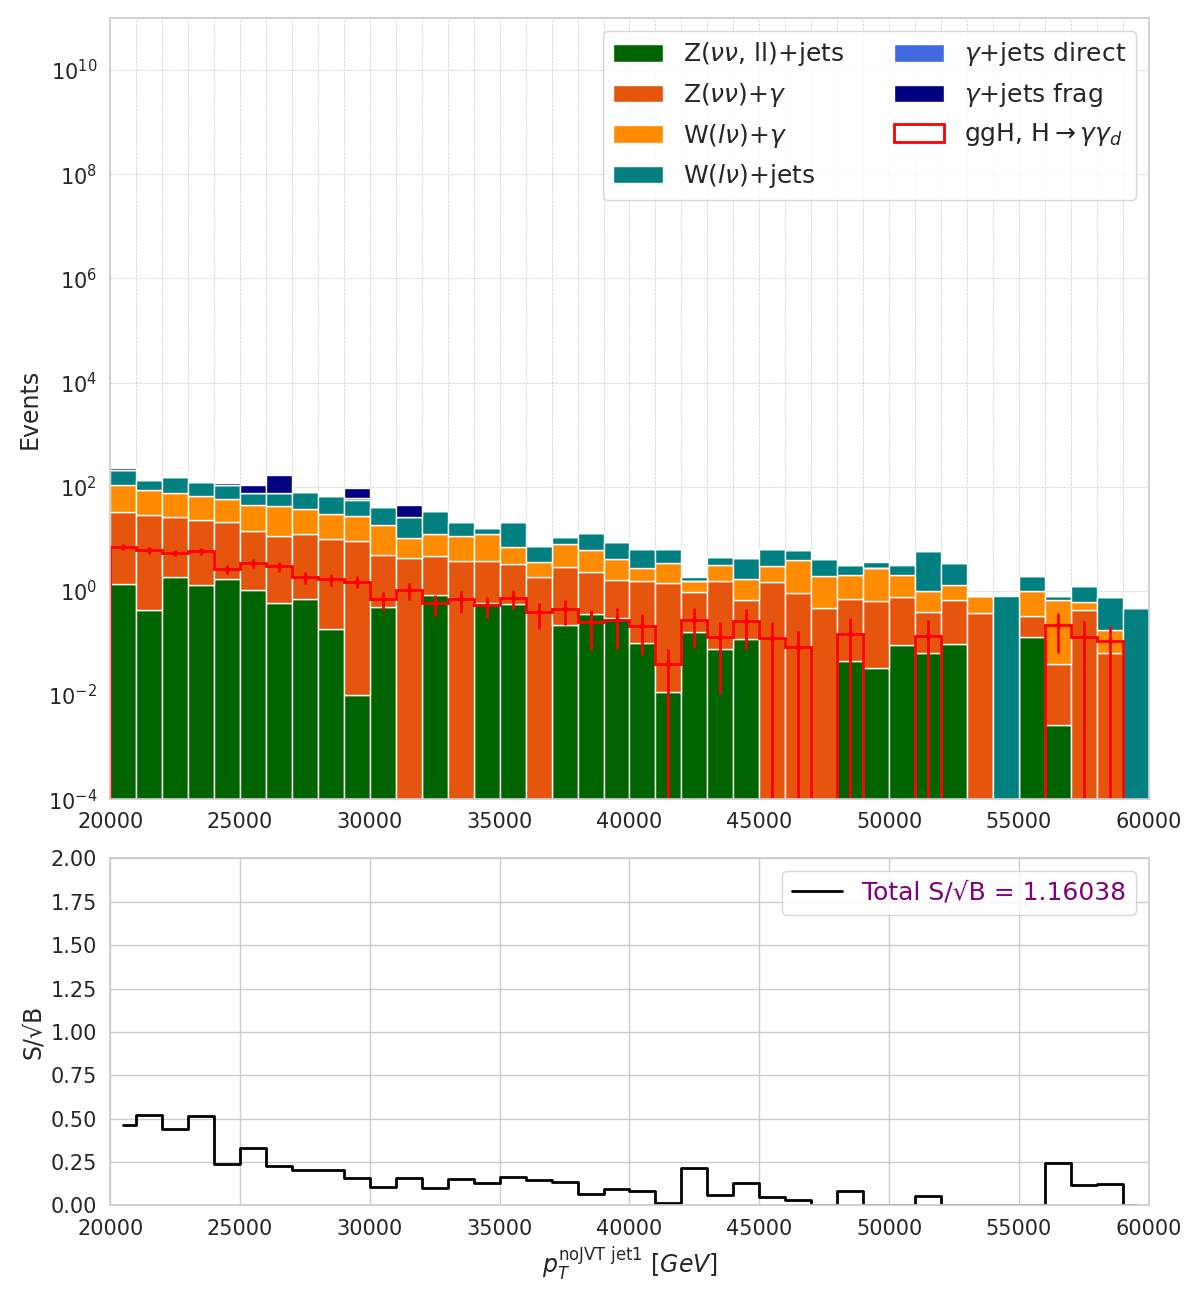 Z(νν, ll)+jets
Z(νν)+γ
W(lν)+γ
W(lν)+jets
γ+jets direct
γ+jets frag
ggH, H→γγ_d
Events
10^10
10^8
10^6
10^4
10^2
10^0
10^−2
10^−4
20000 25000 30000 35000 40000 45000 50000 55000 60000
Total S/√B = 1.16038
S/√B
2.00
1.75
1.50
1.25
1.00
0.75
0.50
0.25
0.00
20000 25000 30000 35000 40000 45000 50000 55000 60000
p_T^noJVT jet1 [GeV]